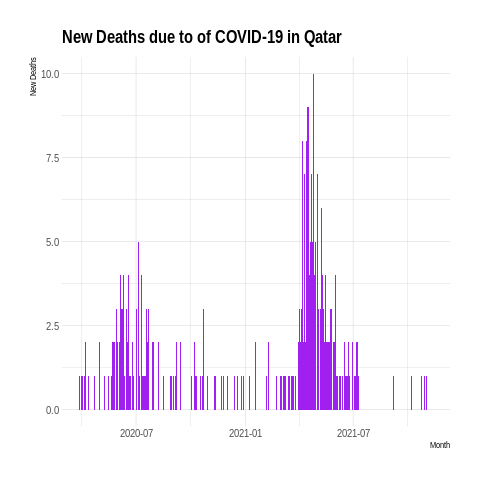 New Deaths due to of COVID-19 in Qatar
New Deaths
10.0
7.5
5.0
2.5
0.0
2020-07
2021-01
2021-07
Month